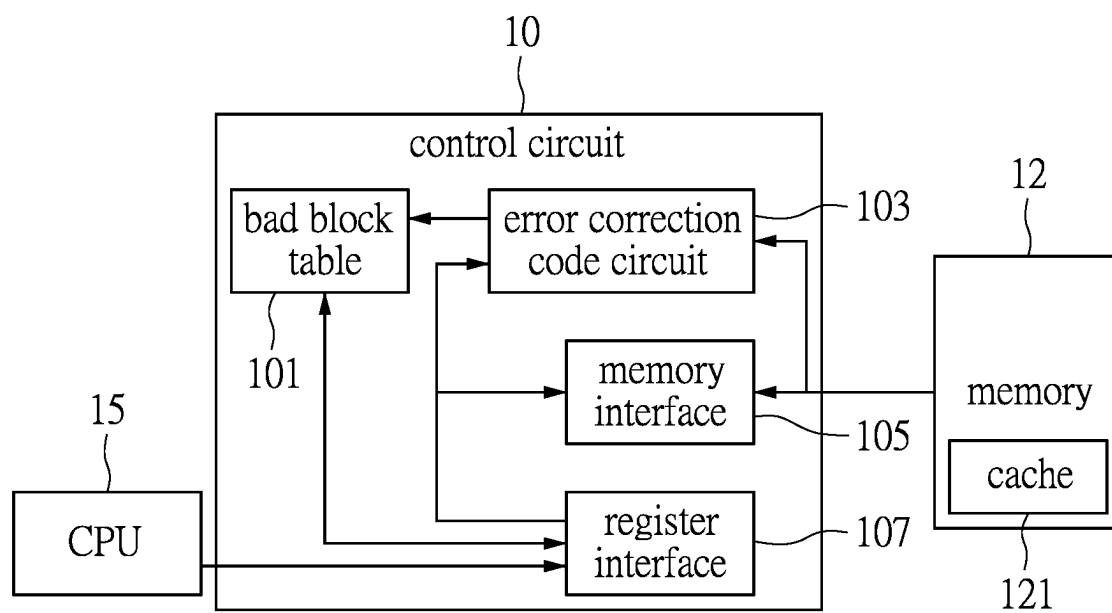 10
control circuit
12
bad block
table
error correction
code circuit
103
101
memory
interface
105
memory
15
cache
CPU
register
interface
107
121